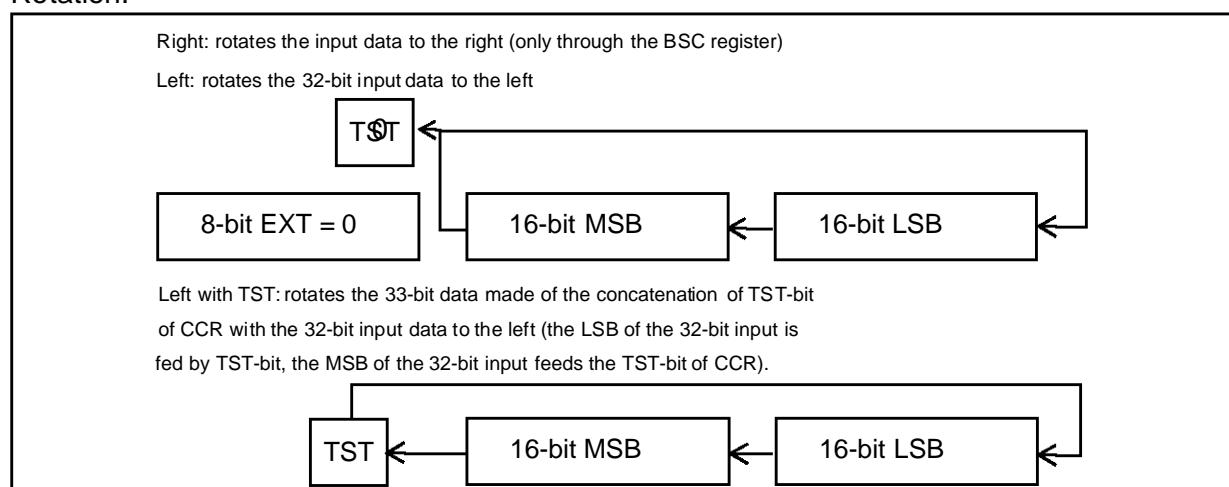 Rotation:
Right: rotates the input data to the right (only through the BSC register)
Left: rotates the 32-bit input data to the left
8-bit EXT = 0
16-bit MSB
16-bit LSB
Left with TST: rotates the 33-bit data made of the concatenation of TST-bit
of CCR with the 32-bit input data to the left (the LSB of the 32-bit input is
fed by TST-bit, the MSB of the 32-bit input feeds the TST-bit of CCR).
TST
16-bit MSB
16-bit LSB